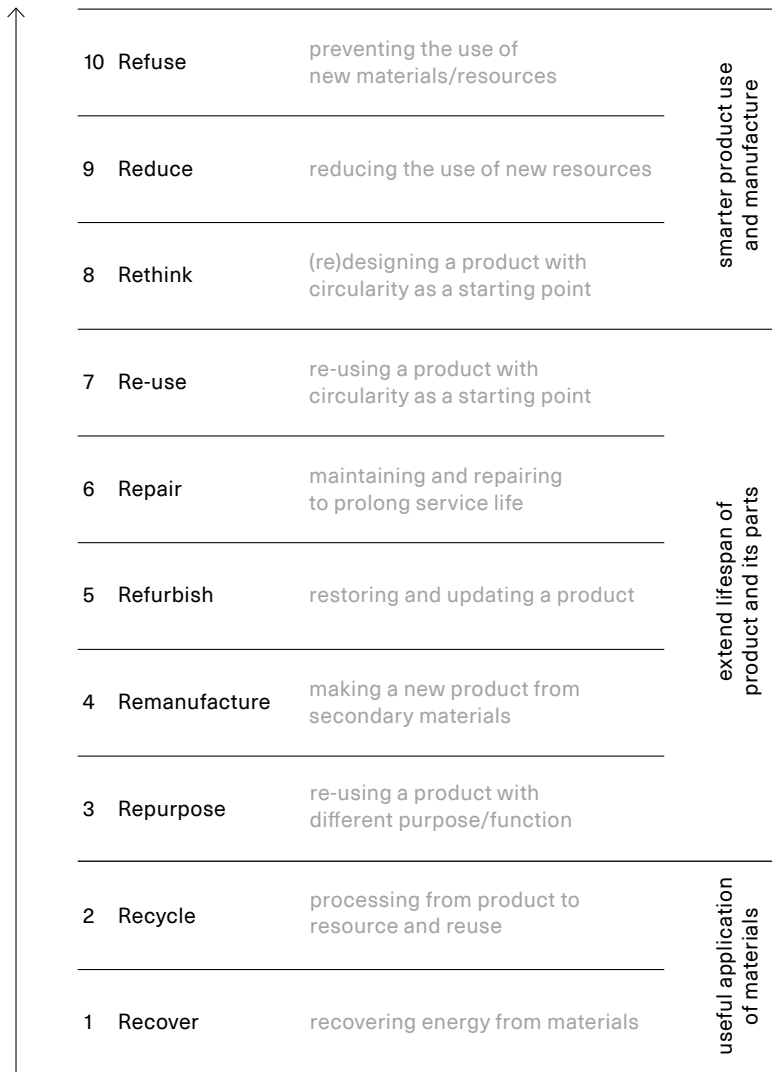 10 Refuse
preventing the use of
new materials/resources
9 Reduce
reducing the use of new resources
8 Rethink
(re)designing a product with
circularity as a starting point
smarter product use
and manufacture
7 Re-use
re-using a product with
circularity as a starting point
6 Repair
maintaining and repairing
to prolong service life
5 Refurbish
restoring and updating a product
4 Remanufacture
making a new product from
secondary materials
3 Repurpose
re-using a product with
different purpose/function
extend lifespan of
product and its parts
2 Recycle
processing from product to
resource and reuse
1 Recover
recovering energy from materials
useful application
of materials